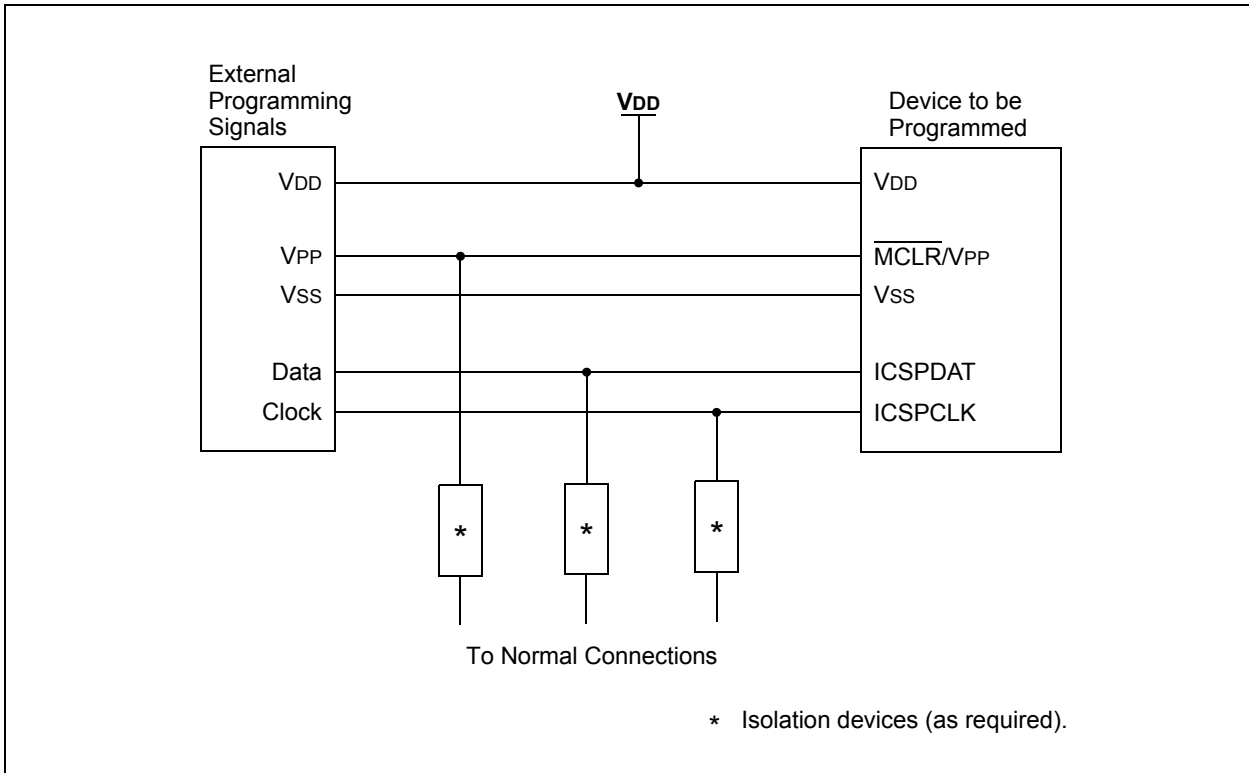 External
Programming
Signals
VDD
Device to be
Programmed
VDD
VDD
VPP
MCLR/VPP
VSS
VSS
Data
ICSPDAT
Clock
ICSPCLK
* * *
To Normal Connections
* Isolation devices (as required).